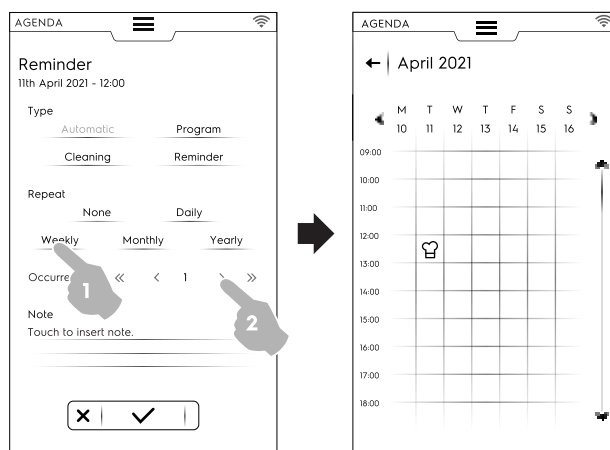 AGENDA
Reminder
11th April 2021 - 12:00
Type
Automatic Program
Cleaning Reminder
Repeat
None Daily
Weekly Monthly Yearly
Occurre « < 1 > »
1
2
Note
Touch to insert note.
AGENDA
April 2021
M T W T F S S
10 11 12 13 14 15 16
09:00
10:00
11:00
12:00
13:00
14:00
15:00
16:00
17:00
18:00